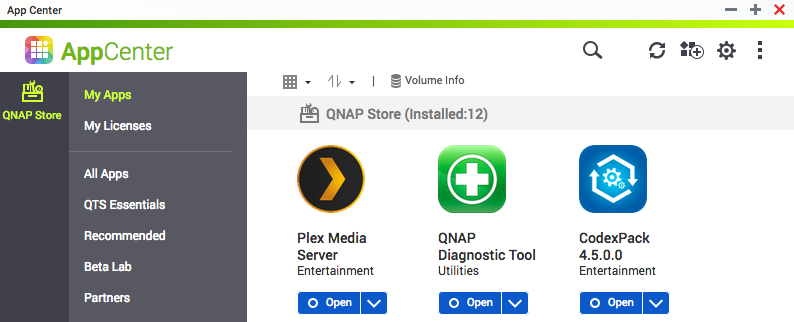 App Center
AppCenter
QNAP Store
My Apps
My Licenses
All Apps
QTS Essentials
Recommended
Beta Lab
Partners
Volume Info
QNAP Store (Installed:12)
Plex Media
Server
Entertainment
Open
QNAP
Diagnostic Tool
Utilities
Open
CodexPack
4.5.0.0
Entertainment
Open